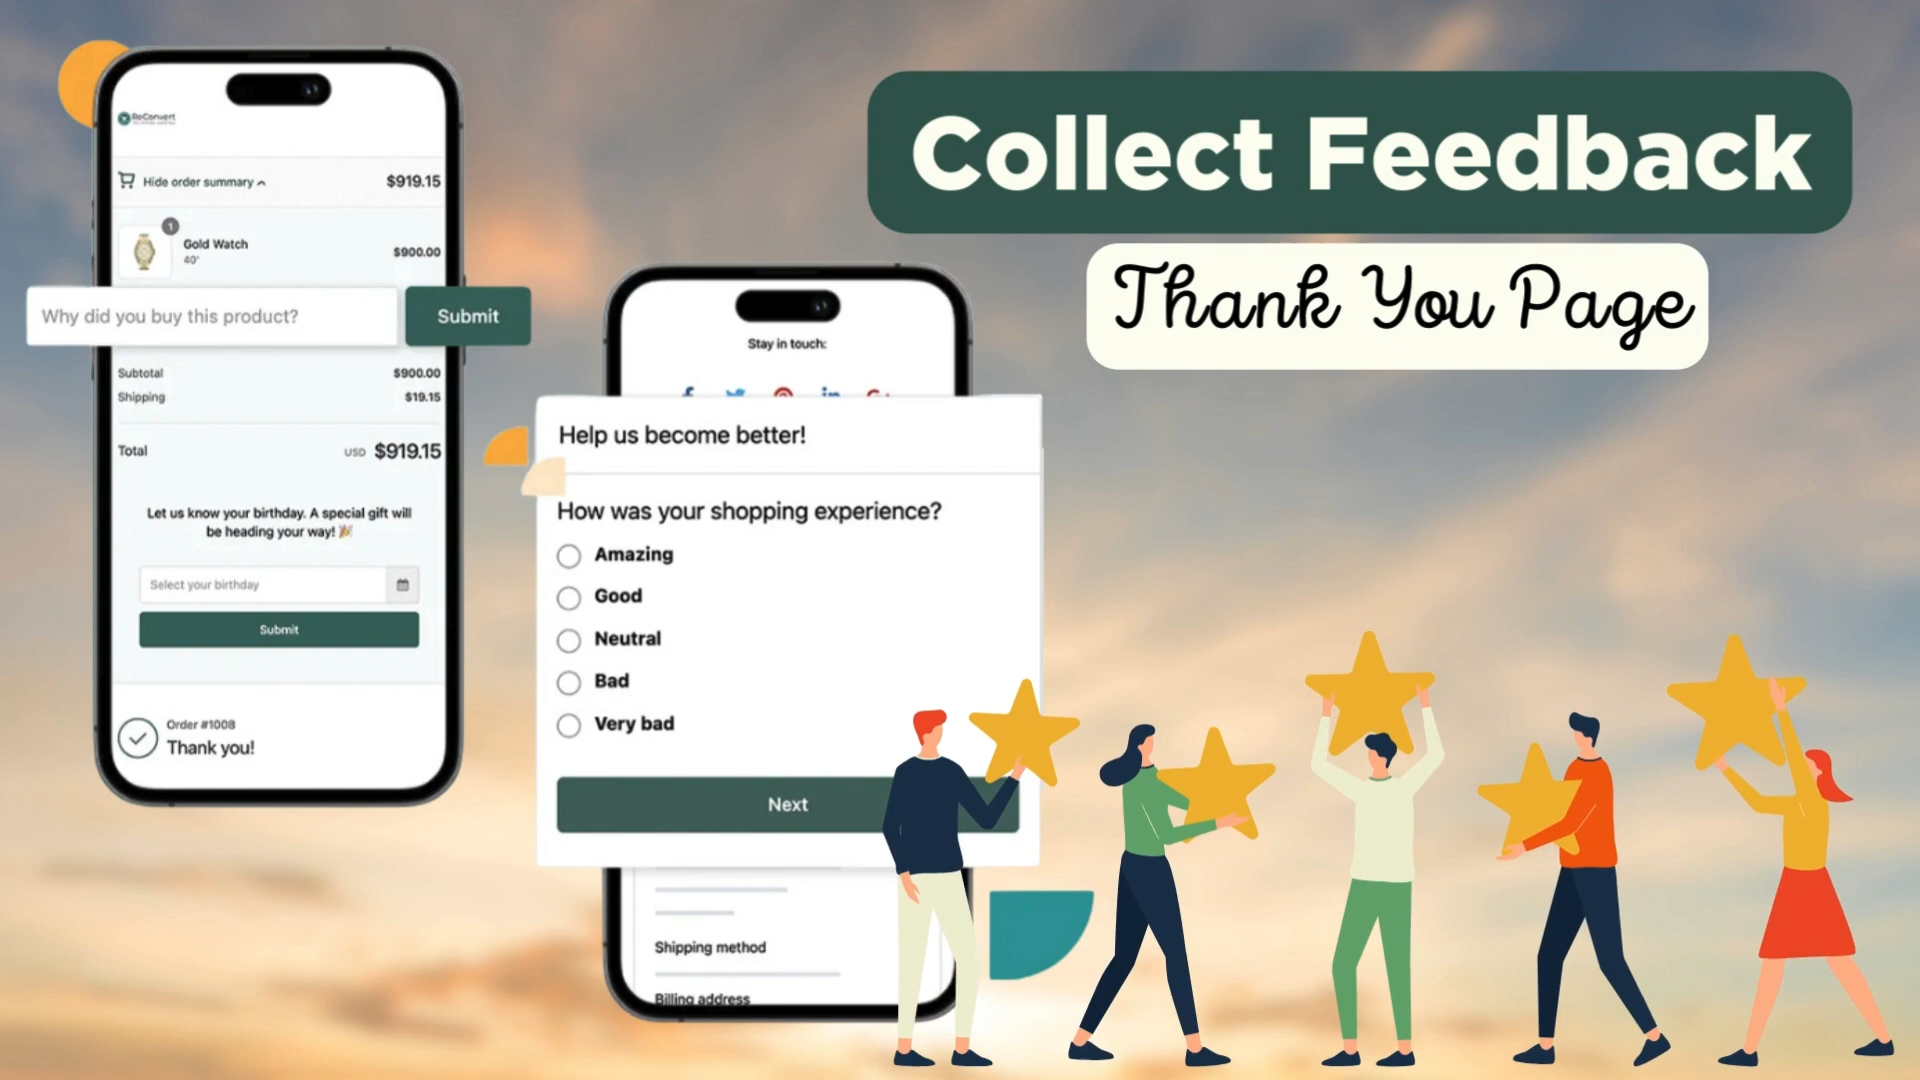 Collect Feedback
Thank You Page
ReConvert
Hide order summary
$919.15
1
Gold Watch
40'
$900.00
Why did you buy this product?
Submit
Subtotal
$900.00
Shipping
$19.15
Total
USD $919.15
Let us know your birthday. A special gift will
be heading your way! 🎉
Select your birthday
Submit
Order #1008
Thank you!
Stay in touch:
Help us become better!
How was your shopping experience?
Amazing
Good
Neutral
Bad
Very bad
Next
Shipping method
Billing address